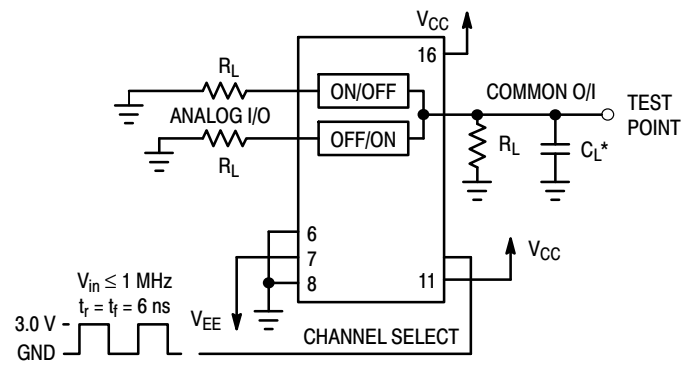 V_CC
16
R_L
ON/OFF
COMMON O/I
TEST
POINT
ANALOG I/O
OFF/ON
R_L
R_L
C_L*
6
7
8
11
V_CC
V_in ≤ 1 MHz
t_r = t_f = 6 ns
V_EE
3.0 V
GND
CHANNEL SELECT